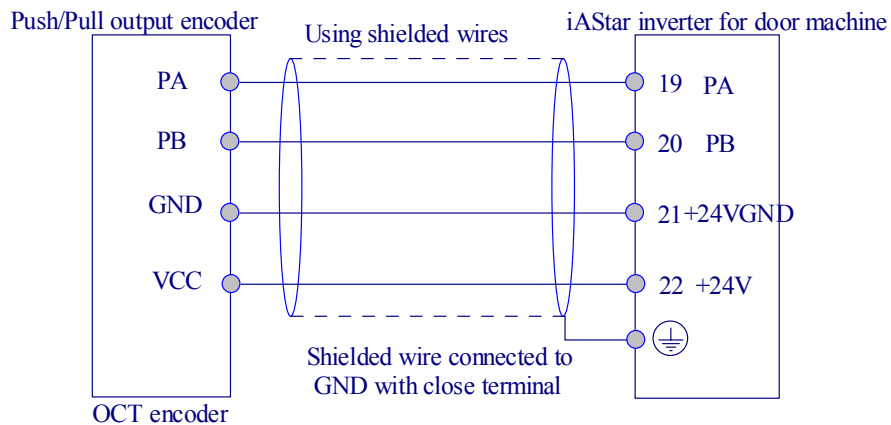 Push/Pull output encoder
iAStar inverter for door machine
Using shielded wires
PA
19 PA
PB
20 PB
GND
21+24VGND
VCC
22 +24V
Shielded wire connected to
GND with close terminal
OCT encoder